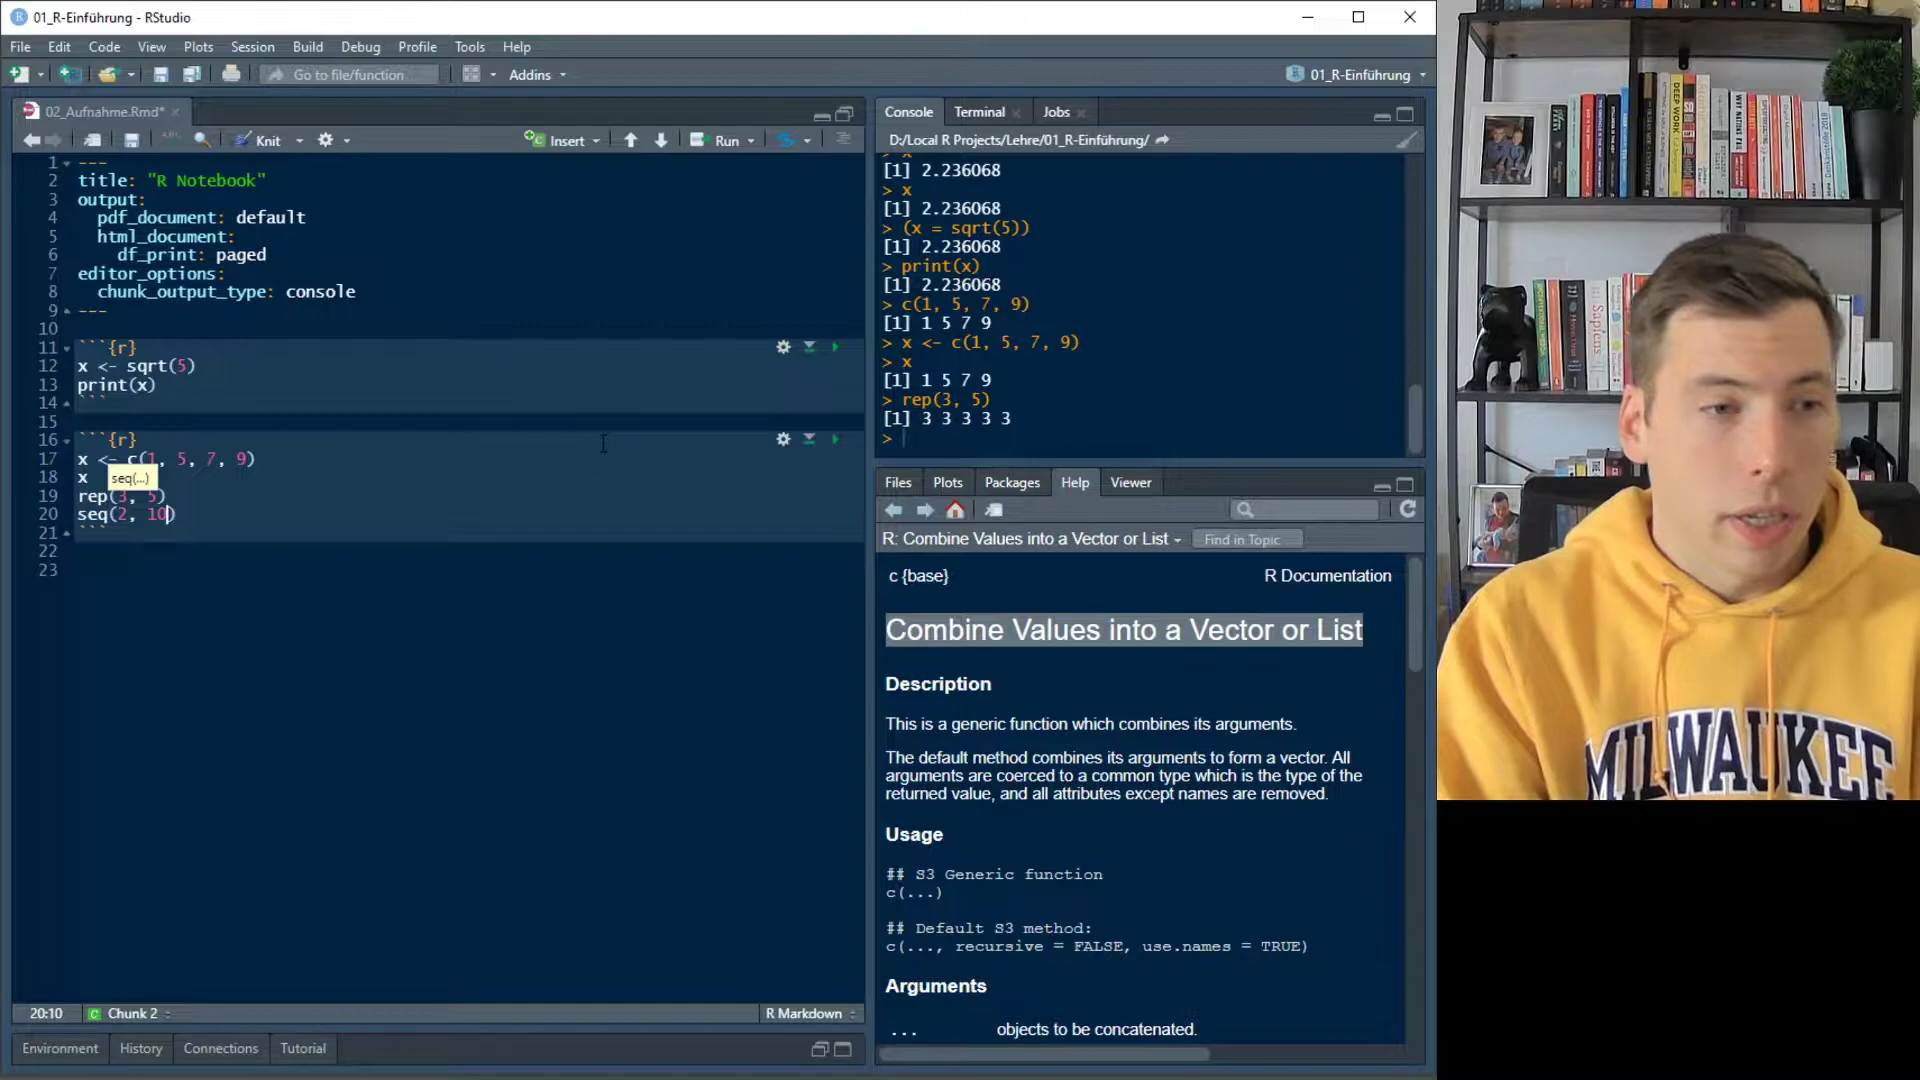 01_R-Einführung - RStudio
File Edit Code View Plots Session Build Debug Profile Tools Help
Go to file/function Addins 01_R-Einführung
02_Aufnahme.Rmd*
Knit Insert Run
1 ---
2 title: "R Notebook"
3 output:
4 pdf_document: default
5 html_document:
6 df_print: paged
7 editor_options:
8 chunk_output_type: console
9 ---
10
11 ```{r}
12 x <- sqrt(5)
13 print(x)
14 ```
15
16 ```{r}
17 x <- c(1, 5, 7, 9)
18 x
seq(...)
19 rep(3, 5)
20 seq(2, 10)
21 ```
22
23
20:10 Chunk 2 R Markdown
Environment History Connections Tutorial
Console Terminal Jobs
D:/Local R Projects/Lehre/01_R-Einführung/
> x
[1] 2.236068
> x
[1] 2.236068
> (x = sqrt(5))
[1] 2.236068
> print(x)
[1] 2.236068
> c(1, 5, 7, 9)
[1] 1 5 7 9
> x <- c(1, 5, 7, 9)
> x
[1] 1 5 7 9
> rep(3, 5)
[1] 3 3 3 3 3
>
Files Plots Packages Help Viewer
R: Combine Values into a Vector or List Find in Topic
c {base} R Documentation
Combine Values into a Vector or List
Description
This is a generic function which combines its arguments.
The default method combines its arguments to form a vector. All
arguments are coerced to a common type which is the type of the
returned value, and all attributes except names are removed.
Usage
## S3 Generic function
c(...)
## Default S3 method:
c(..., recursive = FALSE, use.names = TRUE)
Arguments
... objects to be concatenated.
DEEP WORK
Sapiens
MILWAUKEE